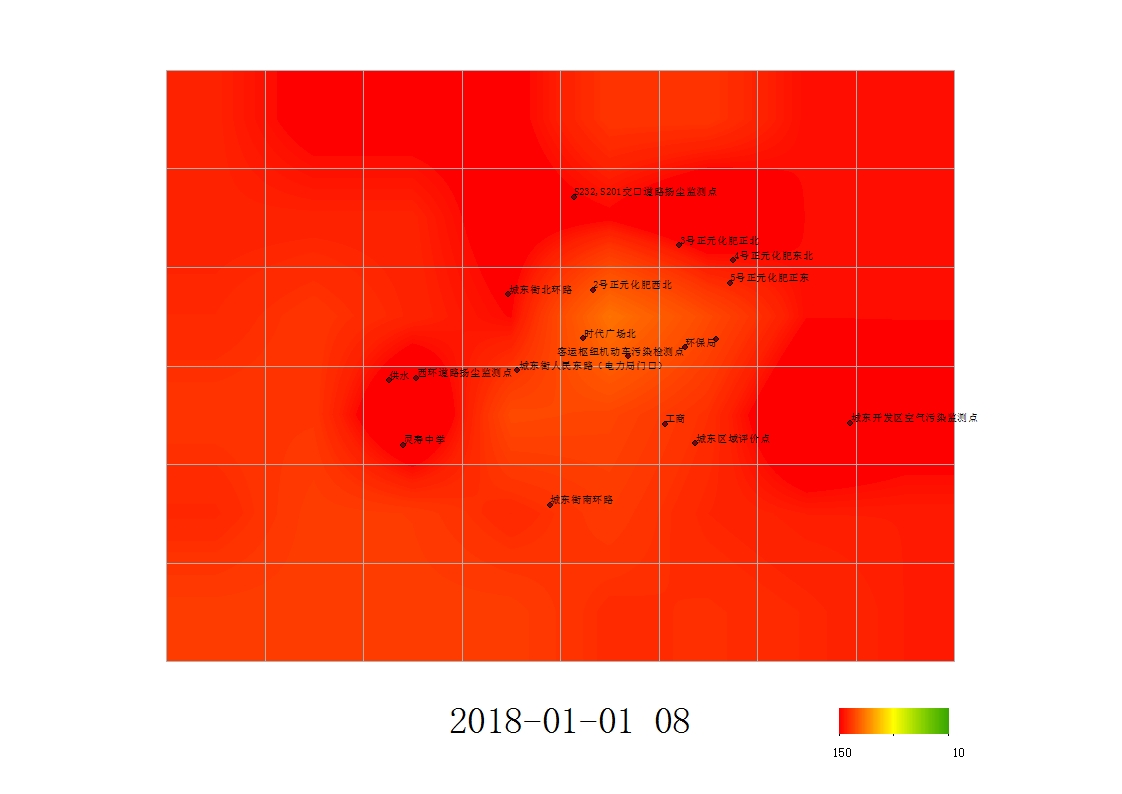 S232,S201交口道路扬尘监测点
3号正元化肥正北
4号正元化肥东北
5号正元化肥正东
2号正元化肥西北
城东街北环路
时代广场北
环保局
客运枢纽机动车污染检测点
城东街人民东路（电力局门口）
供水
西环道路扬尘监测点
工商
城东开发区空气污染监测点
灵寿中学
城东区域评价点
城东街南环路
2018-01-01 08
150
10